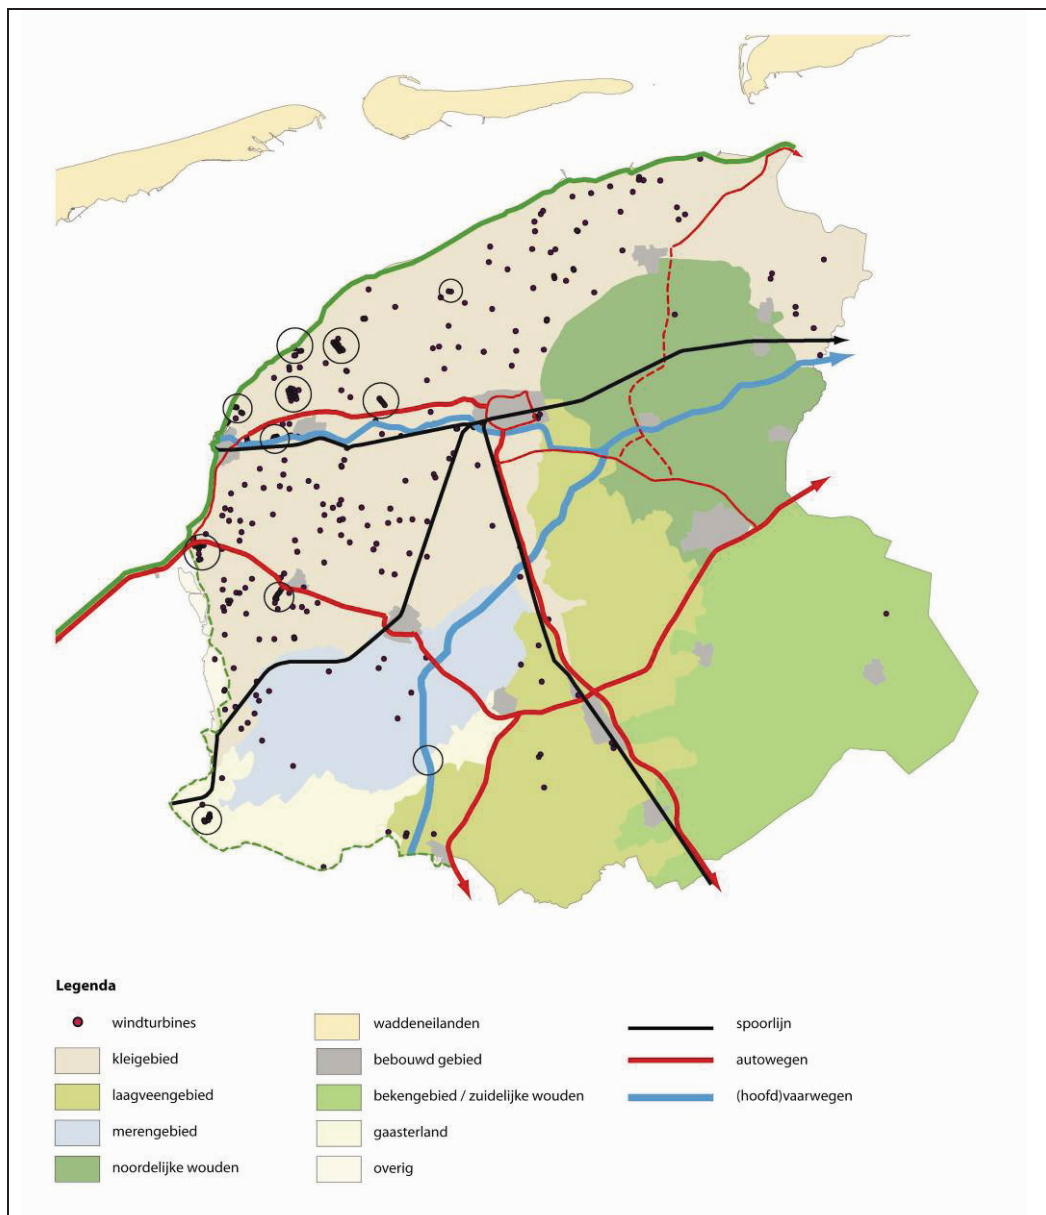 Legenda
windturbines
kleigebied
laagveengebied
merengebied
noordelijke wouden
waddeneilanden
bebouwd gebied
bekengebied / zuidelijke wouden
gaasterland
overig
spoorlijn
autowegen
(hoofd)vaarwegen